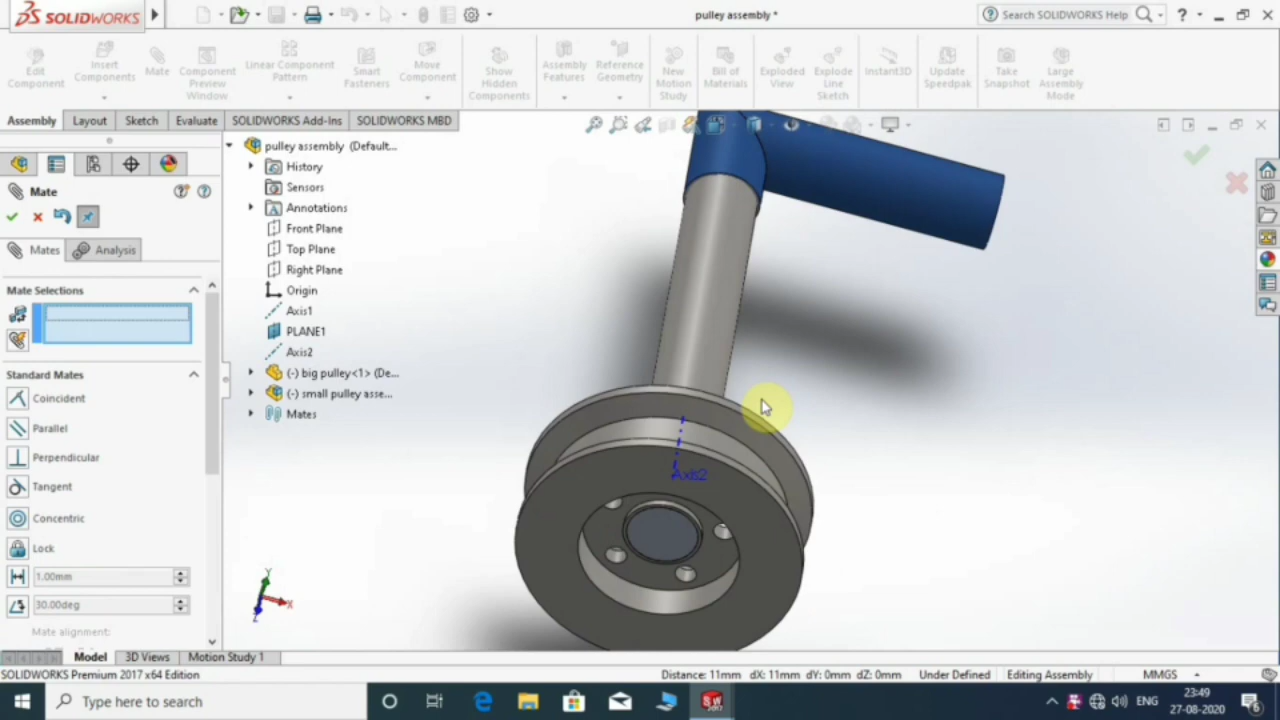 SOLIDWORKS
pulley assembly *
Search SOLIDWORKS Help
?
Edit Component
Insert Components
Mate
Component Preview Window
Linear Component Pattern
Smart Fasteners
Move Component
Show Hidden Components
Assembly Features
Reference Geometry
New Motion Study
Bill of Materials
Exploded View
Explode Line Sketch
Instant3D
Update Speedpak
Take Snapshot
Large Assembly Mode
Assembly
Layout
Sketch
Evaluate
SOLIDWORKS Add-Ins
SOLIDWORKS MBD
Mate
Mates
Analysis
Mate Selections
Standard Mates
Coincident
Parallel
Perpendicular
Tangent
Concentric
Lock
1.00mm
30.00deg
Mate alignment:
pulley assembly (Default...
History
Sensors
Annotations
Front Plane
Top Plane
Right Plane
Origin
Axis1
PLANE1
Axis2
(-) big pulley<1> (De...
(-) small pulley asse...
Mates
Axis2
Y
X
Z
Model
3D Views
Motion Study 1
SOLIDWORKS Premium 2017 x64 Edition
Distance: 11mm dX: 11mm dY: 0mm dZ: 0mm
Under Defined
Editing Assembly
MMGS
Type here to search
ENG
23:49
27-08-2020
6